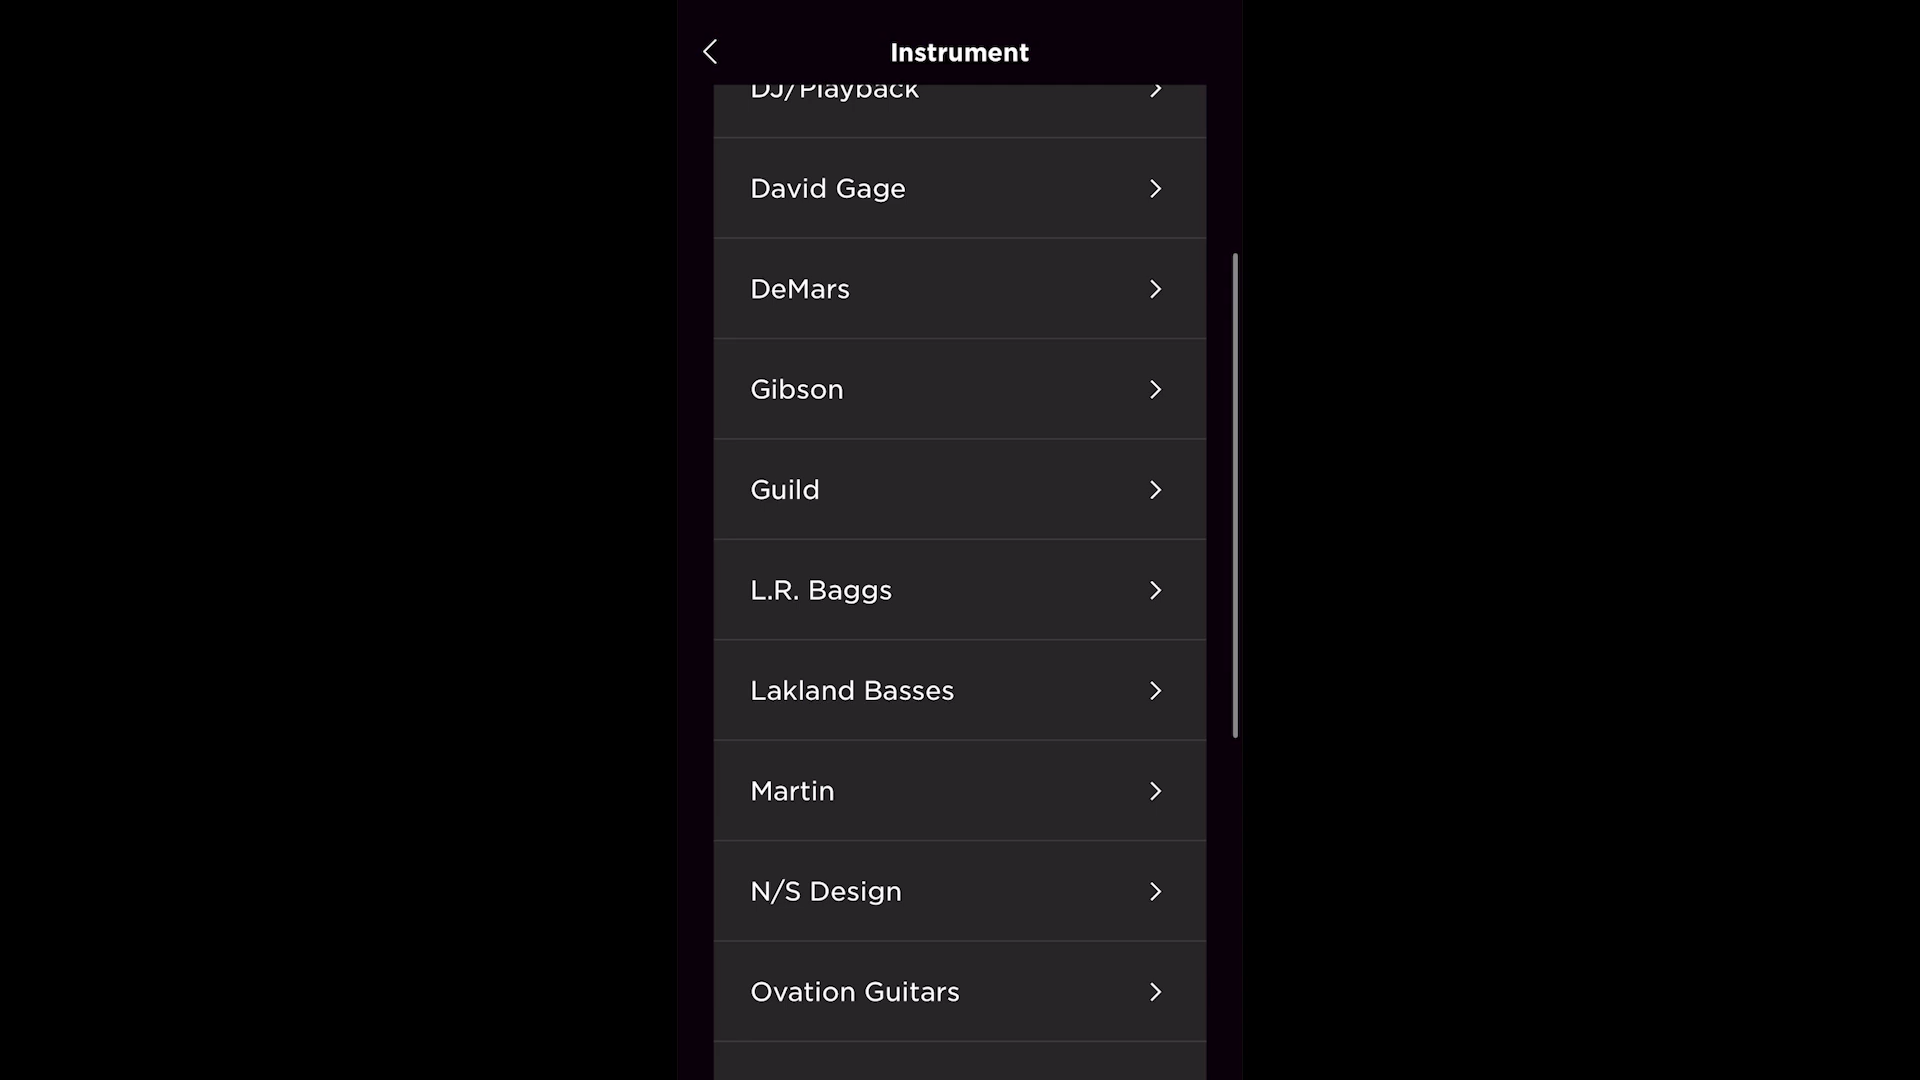 Instrument
DJ/Playback
David Gage
DeMars
Gibson
Guild
L.R. Baggs
Lakland Basses
Martin
N/S Design
Ovation Guitars